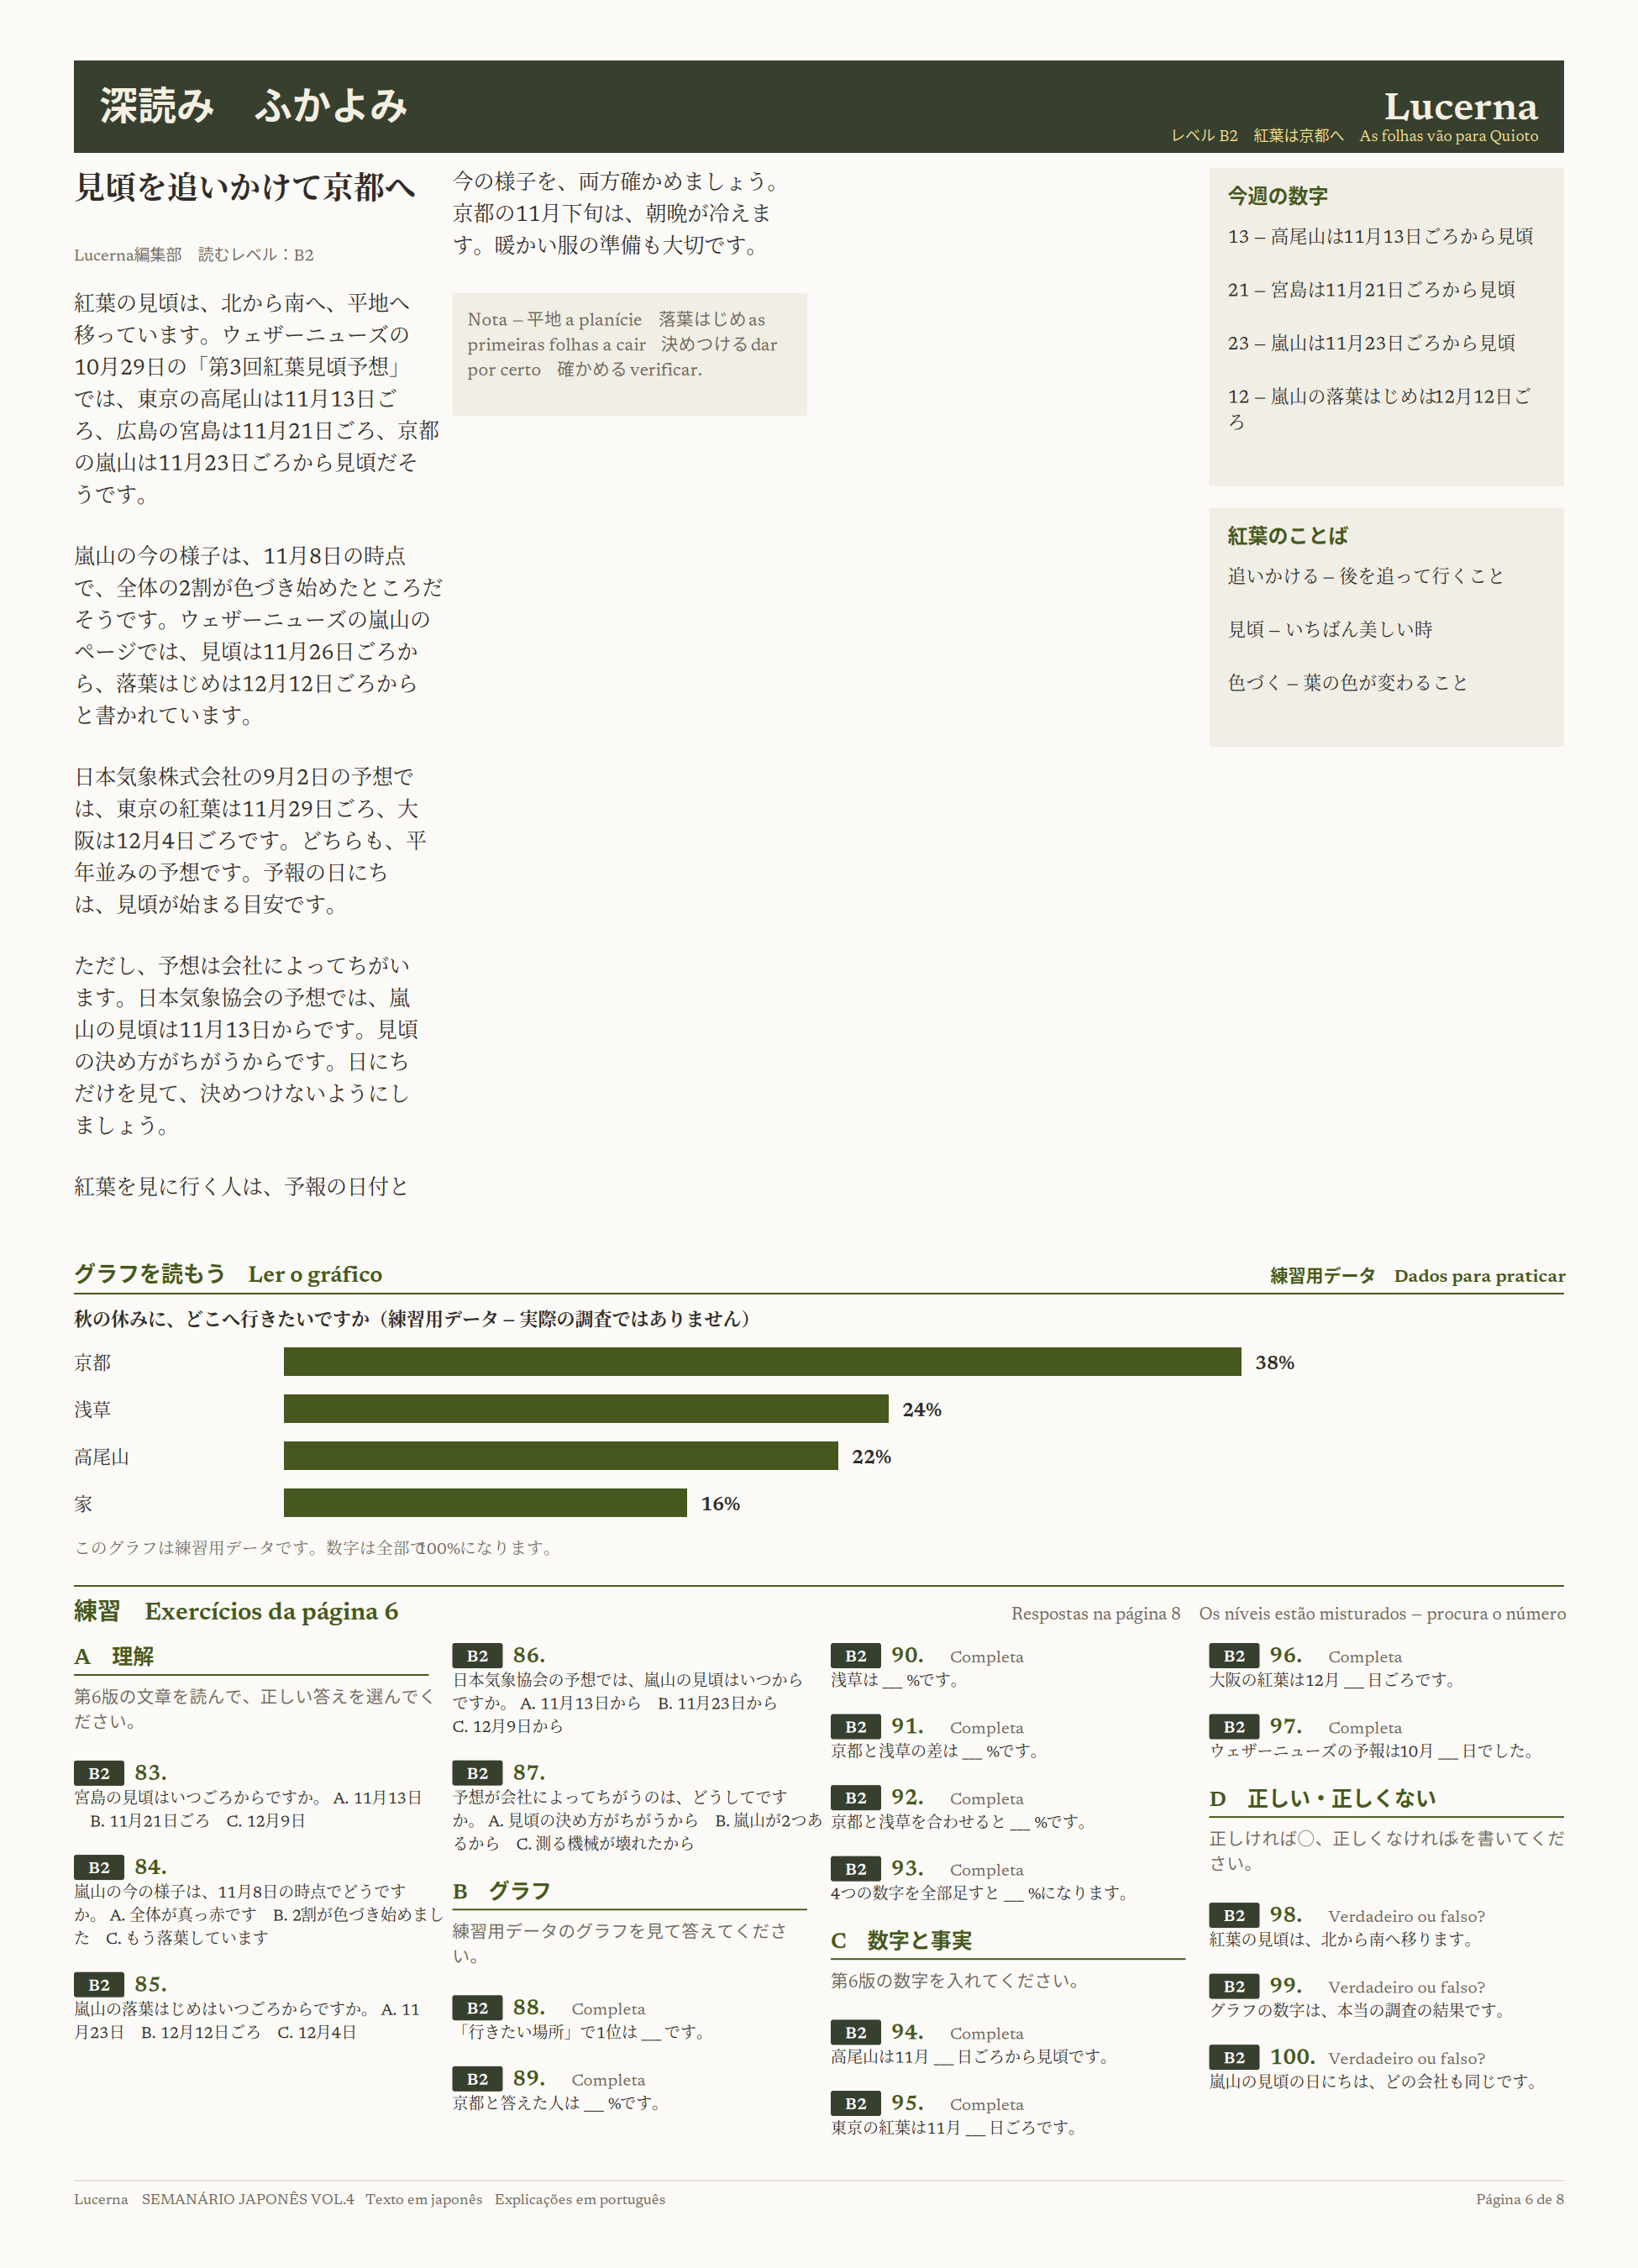 深読み　ふかよみ
Lucerna
レベル B2　紅葉は京都へ　As folhas vão para Quioto
見頃を追いかけて京都へ
Lucerna編集部　読むレベル：B2
紅葉の見頃は、北から南へ、平地へ
移っています。ウェザーニューズの
10月29日の「第3回紅葉見頃予想」
では、東京の高尾山は11月13日ご
ろ、広島の宮島は11月21日ごろ、京都
の嵐山は11月23日ごろから見頃だそ
うです。
嵐山の今の様子は、11月8日の時点
で、全体の2割が色づき始めたところだ
そうです。ウェザーニューズの嵐山の
ページでは、見頃は11月26日ごろか
ら、落葉はじめは12月12日ごろから
と書かれています。
日本気象株式会社の9月2日の予想で
は、東京の紅葉は11月29日ごろ、大
阪は12月4日ごろです。どちらも、平
年並みの予想です。予報の日にち
は、見頃が始まる目安です。
ただし、予想は会社によってちがい
ます。日本気象協会の予想では、嵐
山の見頃は11月13日からです。見頃
の決め方がちがうからです。日にち
だけを見て、決めつけないようにし
ましょう。
紅葉を見に行く人は、予報の日付と
今の様子を、両方確かめましょう。
京都の11月下旬は、朝晩が冷えま
す。暖かい服の準備も大切です。
Nota – 平地 a planície　落葉はじめ as
primeiras folhas a cair　決めつける dar
por certo　確かめる verificar.
今週の数字
13 – 高尾山は11月13日ごろから見頃
21 – 宮島は11月21日ごろから見頃
23 – 嵐山は11月23日ごろから見頃
12 – 嵐山の落葉はじめは12月12日ご
ろ
紅葉のことば
追いかける – 後を追って行くこと
見頃 – いちばん美しい時
色づく – 葉の色が変わること
グラフを読もう　Ler o gráfico
練習用データ　Dados para praticar
秋の休みに、どこへ行きたいですか（練習用データ – 実際の調査ではありません）
京都 38%
浅草 24%
高尾山 22%
家 16%
このグラフは練習用データです。数字は全部で100%になります。
練習　Exercícios da página 6
Respostas na página 8　Os níveis estão misturados – procura o número
A　理解
第6版の文章を読んで、正しい答えを選んでく
ださい。
B2 83.
宮島の見頃はいつごろからですか。 A. 11月13日
　B. 11月21日ごろ　C. 12月9日
B2 84.
嵐山の今の様子は、11月8日の時点でどうです
か。 A. 全体が真っ赤です　B. 2割が色づき始めまし
た　C. もう落葉しています
B2 85.
嵐山の落葉はじめはいつごろからですか。 A. 11
月23日　B. 12月12日ごろ　C. 12月4日
B2 86.
日本気象協会の予想では、嵐山の見頃はいつから
ですか。 A. 11月13日から　B. 11月23日から
C. 12月9日から
B2 87.
予想が会社によってちがうのは、どうしてです
か。 A. 見頃の決め方がちがうから　B. 嵐山が2つあ
るから　C. 測る機械が壊れたから
B　グラフ
練習用データのグラフを見て答えてくださ
い。
B2 88.　Completa
「行きたい場所」で1位は ___ です。
B2 89.　Completa
京都と答えた人は ___ %です。
B2 90.　Completa
浅草は ___ %です。
B2 91.　Completa
京都と浅草の差は ___ %です。
B2 92.　Completa
京都と浅草を合わせると ___ %です。
B2 93.　Completa
4つの数字を全部足すと ___ %になります。
C　数字と事実
第6版の数字を入れてください。
B2 94.　Completa
高尾山は11月 ___ 日ごろから見頃です。
B2 95.　Completa
東京の紅葉は11月 ___ 日ごろです。
B2 96.　Completa
大阪の紅葉は12月 ___ 日ごろです。
B2 97.　Completa
ウェザーニューズの予報は10月 ___ 日でした。
D　正しい・正しくない
正しければ○、正しくなければ×を書いてくだ
さい。
B2 98.　Verdadeiro ou falso?
紅葉の見頃は、北から南へ移ります。
B2 99.　Verdadeiro ou falso?
グラフの数字は、本当の調査の結果です。
B2 100.　Verdadeiro ou falso?
嵐山の見頃の日にちは、どの会社も同じです。
Lucerna　SEMANÁRIO JAPONÊS VOL.4　Texto em japonês　Explicações em português
Página 6 de 8